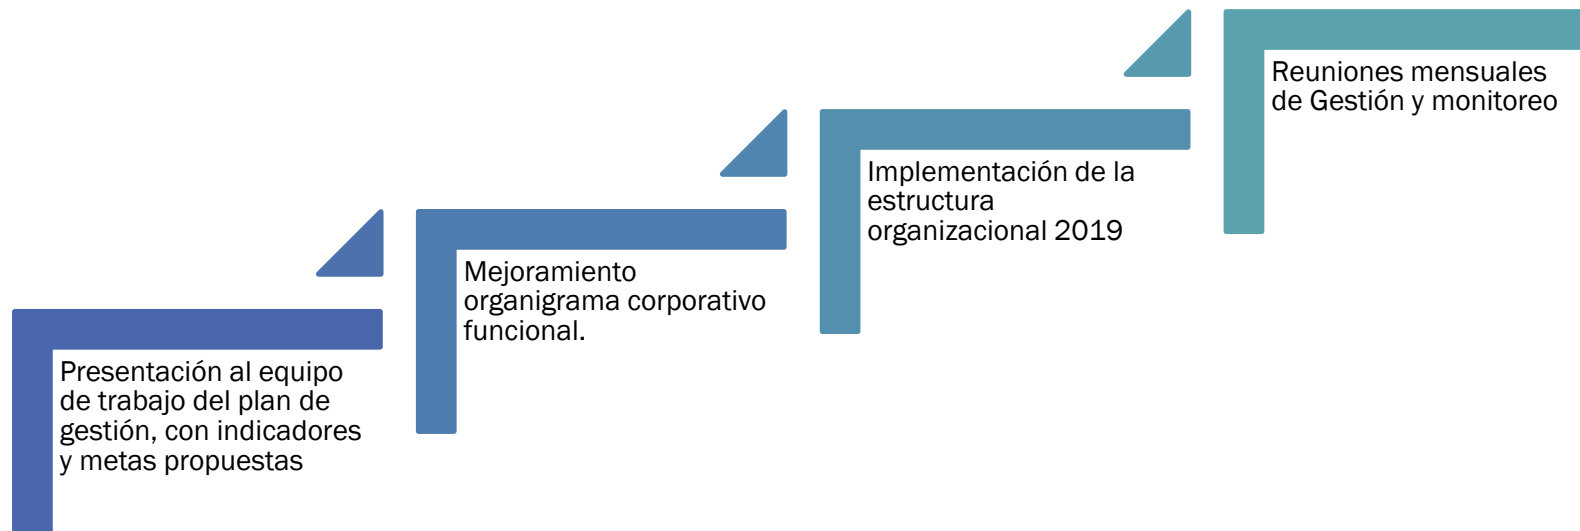 Presentación al equipo
de trabajo del plan de
gestión, con indicadores
y metas propuestas
Mejoramiento
organigrama corporativo
funcional.
Implementación de la
estructura
organizacional 2019
Reuniones mensuales
de Gestión y monitoreo